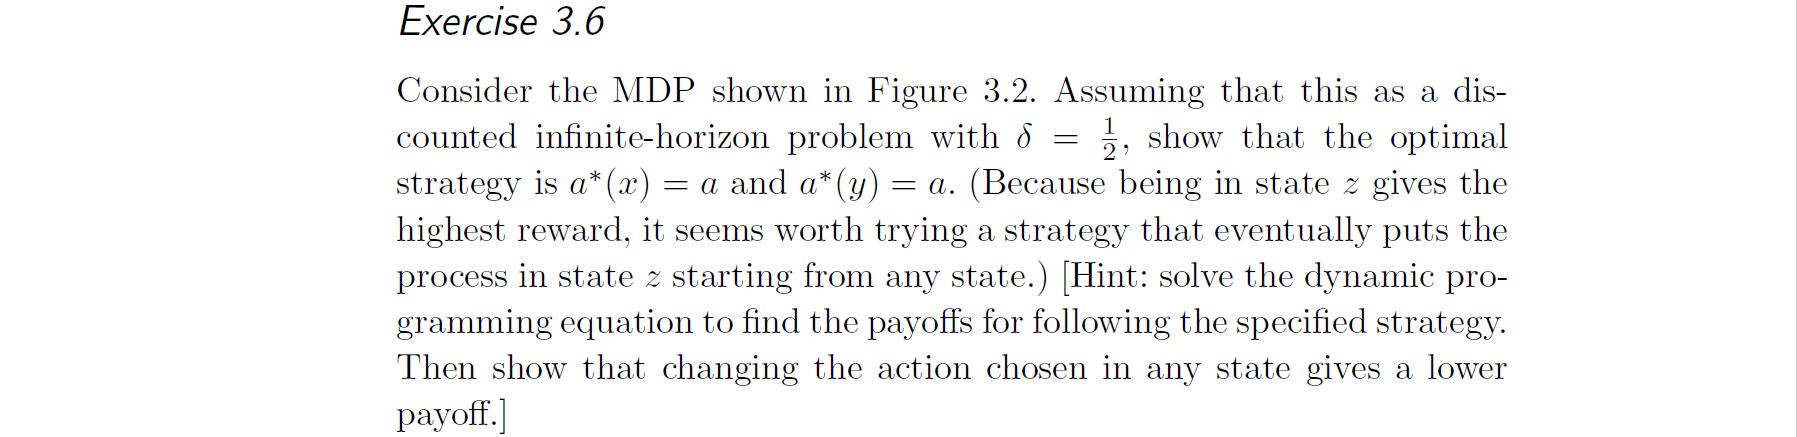 Exercise 3.6
Consider the MDP shown in Figure 3.2. Assuming that this as a dis-
counted infinite-horizon problem with δ = 1/2, show that the optimal
strategy is a*(x) = a and a*(y) = a. (Because being in state z gives the
highest reward, it seems worth trying a strategy that eventually puts the
process in state z starting from any state.) [Hint: solve the dynamic pro-
gramming equation to find the payoffs for following the specified strategy.
Then show that changing the action chosen in any state gives a lower
payoff.]